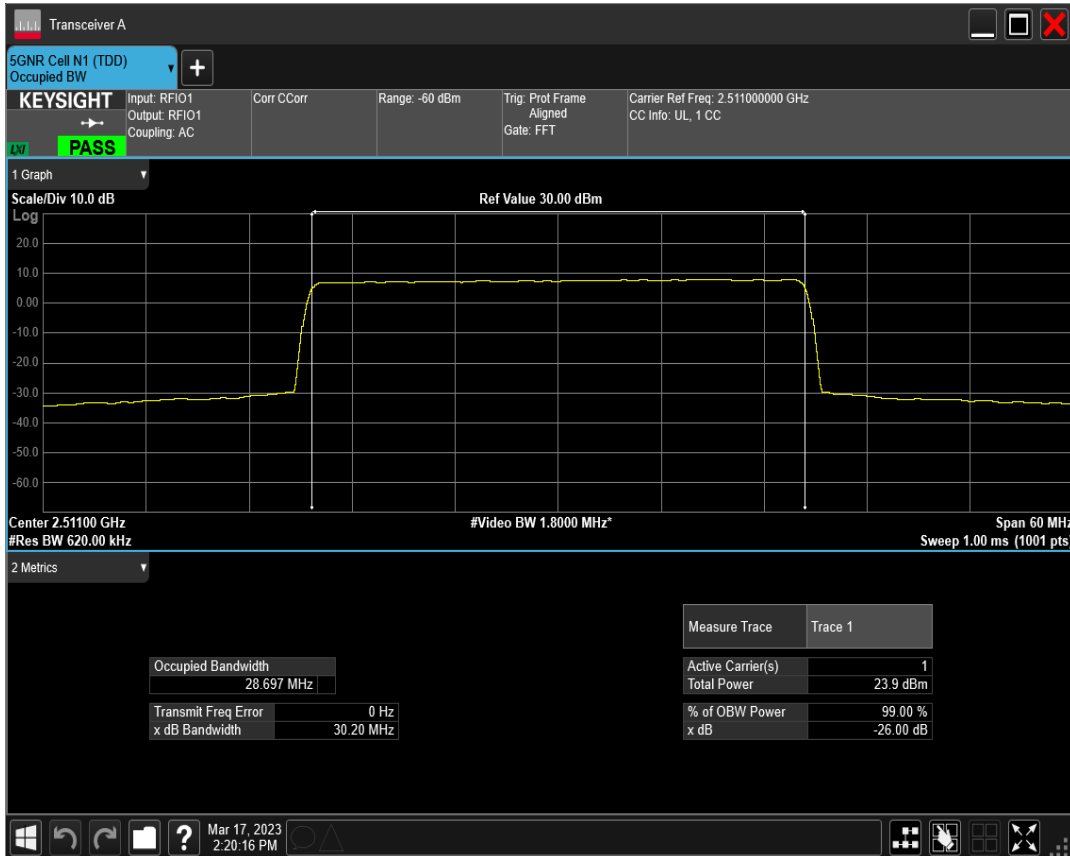 Transceiver A
5GNR Cell N1 (TDD)
Occupied BW
+
KEYSIGHT
LXI
PASS
Input: RFIO1
Output: RFIO1
Coupling: AC
Corr CCorr
Range: -60 dBm
Trig: Prot Frame
Aligned
Gate: FFT
Carrier Ref Freq: 2.511000000 GHz
CC Info: UL, 1 CC
1 Graph
Scale/Div 10.0 dB
Ref Value 30.00 dBm
Log
20.0
10.0
0.00
-10.0
-20.0
-30.0
-40.0
-50.0
-60.0
Center 2.51100 GHz
#Video BW 1.8000 MHz*
Span 60 MHz
#Res BW 620.00 kHz
Sweep 1.00 ms (1001 pts)
2 Metrics
Measure Trace Trace 1
Occupied Bandwidth
28.697 MHz
Active Carrier(s) 1
Total Power 23.9 dBm
Transmit Freq Error 0 Hz
x dB Bandwidth 30.20 MHz
% of OBW Power 99.00 %
x dB -26.00 dB
?
Mar 17, 2023
2:20:16 PM